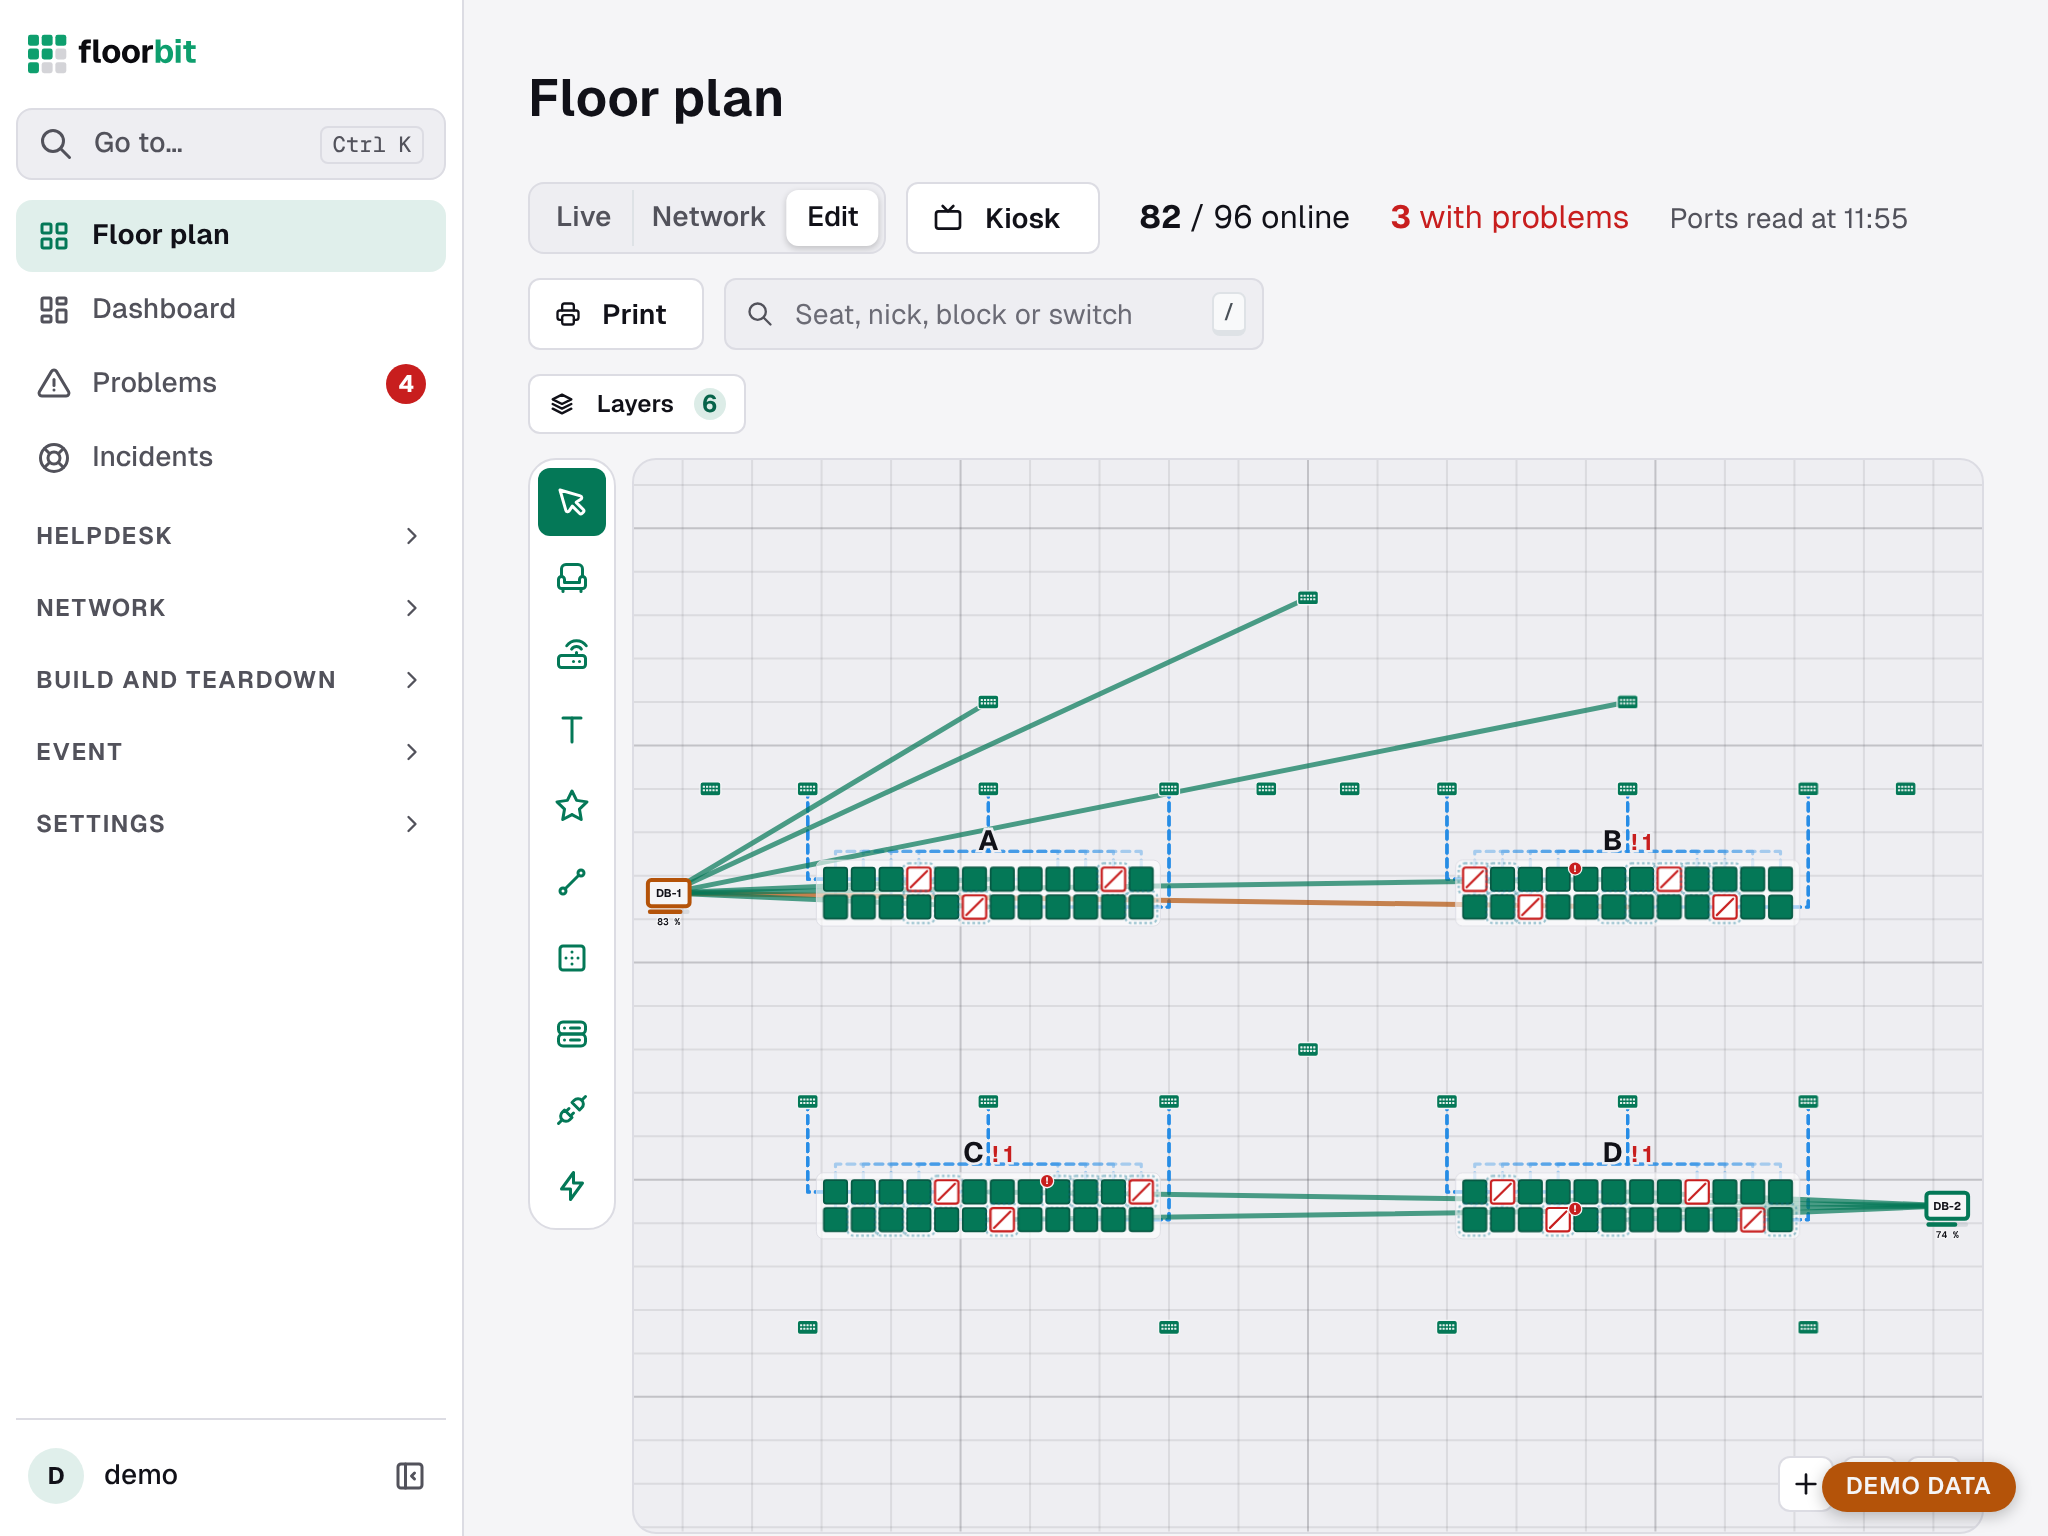 floorbit
Go to...
Ctrl K
Floor plan
Dashboard
Problems
4
Incidents
HELPDESK
NETWORK
BUILD AND TEARDOWN
EVENT
SETTINGS
D
demo
Floor plan
Live
Network
Edit
Kiosk
82 / 96 online
3 with problems
Ports read at 11:55
Print
Seat, nick, block or switch
/
Layers
6
A
B !1
DB-1
83 %
C !1
D !1
DB-2
74 %
DEMO DATA